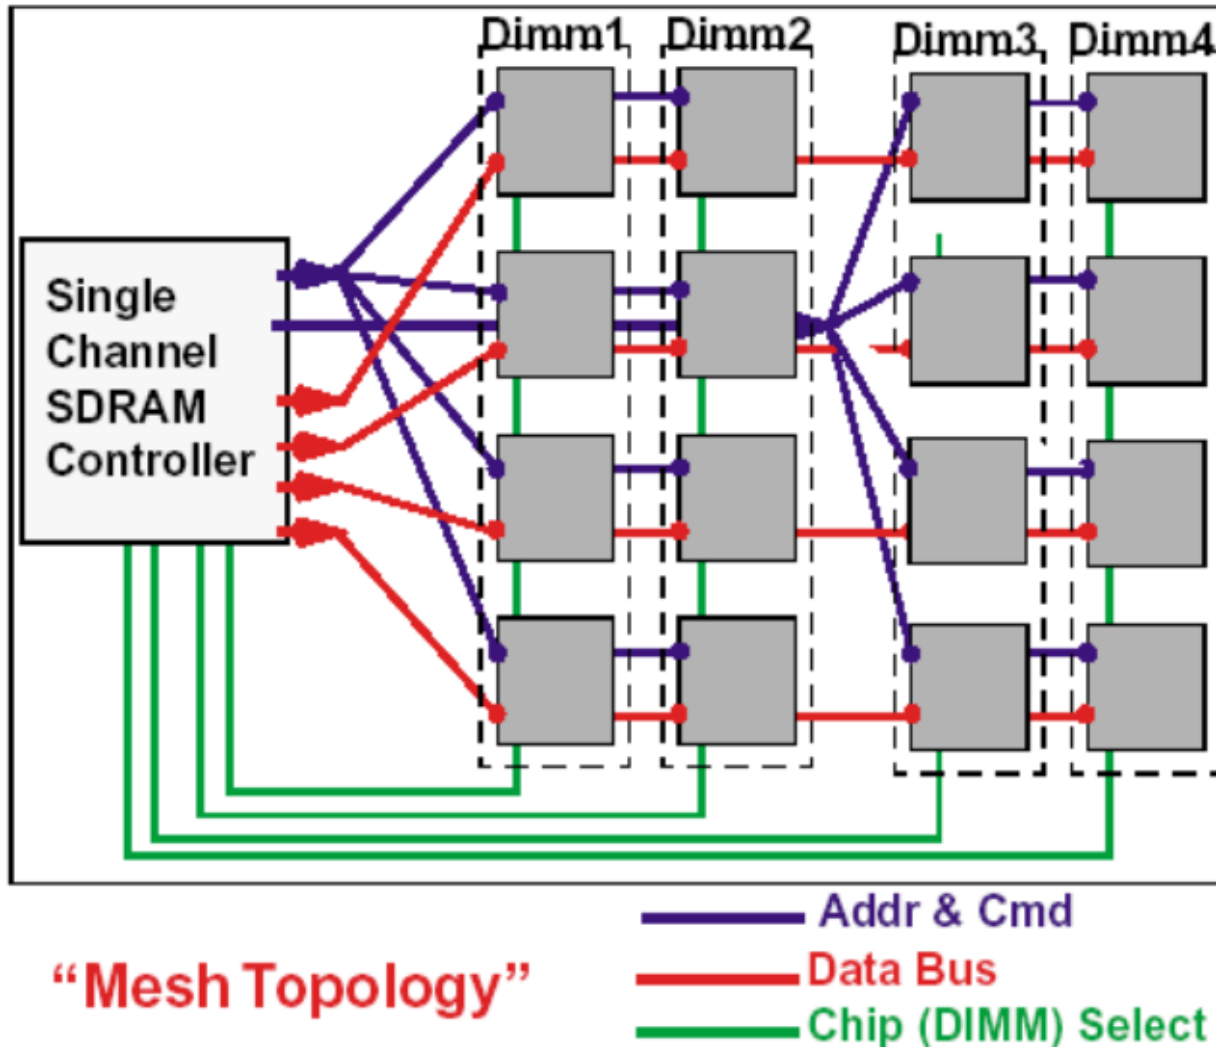 Dimm1 Dimm2 Dimm3 Dimm4
Single
Channel
SDRAM
Controller
Addr & Cmd
“Mesh Topology”
Data Bus
Chip (DIMM) Select